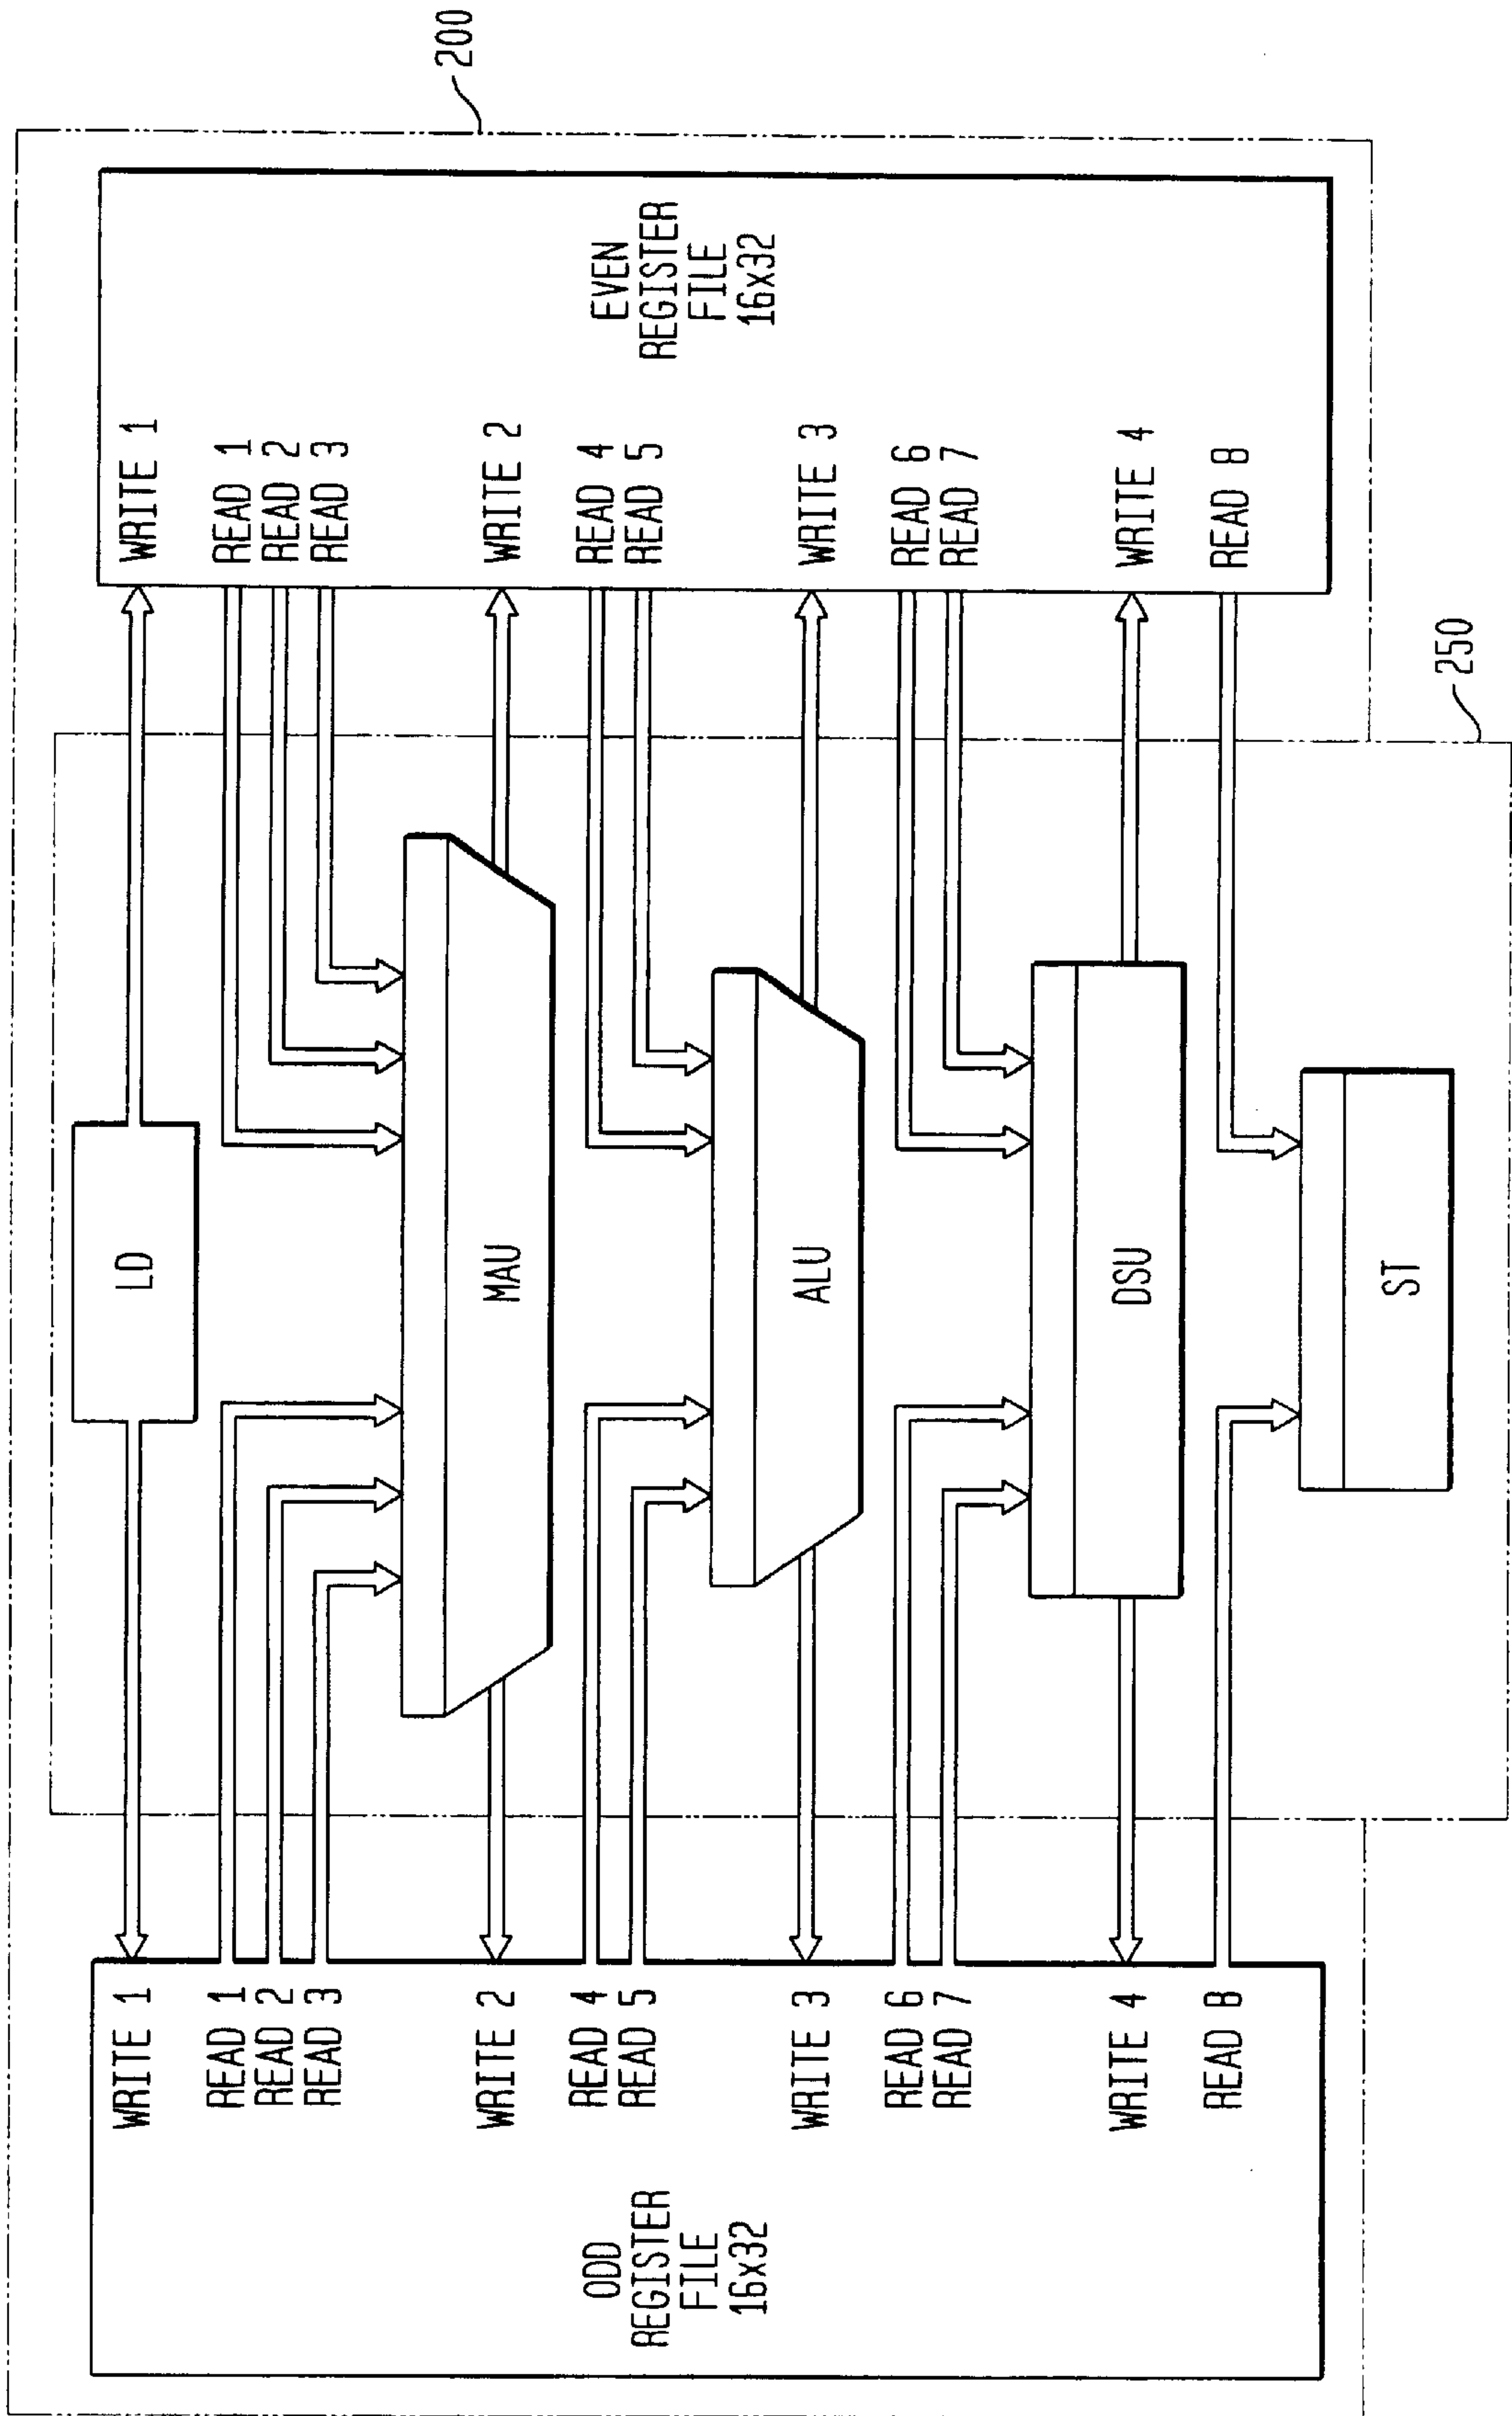 200
ODD
REGISTER
FILE
16x32
WRITE 1
READ 1
READ 2
READ 3
WRITE 2
READ 4
READ 5
WRITE 3
READ 6
READ 7
WRITE 4
READ 8
LD
MAU
ALU
DSU
ST
WRITE 1
READ 1
READ 2
READ 3
WRITE 2
READ 4
READ 5
WRITE 3
READ 6
READ 7
WRITE 4
READ 8
EVEN
REGISTER
FILE
16x32
250